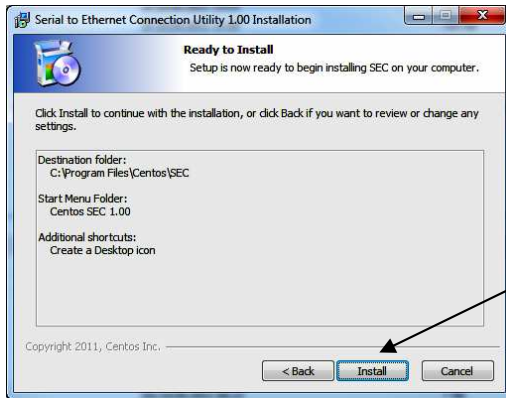 Serial to Ethernet Connection Utility 1.00 Installation
Ready to Install
Setup is now ready to begin installing SEC on your computer.
Click Install to continue with the installation, or click Back if you want to review or change any
settings.
Destination folder:
C:\Program Files\Centos\SEC
Start Menu Folder:
Centos SEC 1.00
Additional shortcuts:
Create a Desktop icon
Copyright 2011, Centos Inc.
< Back Install Cancel